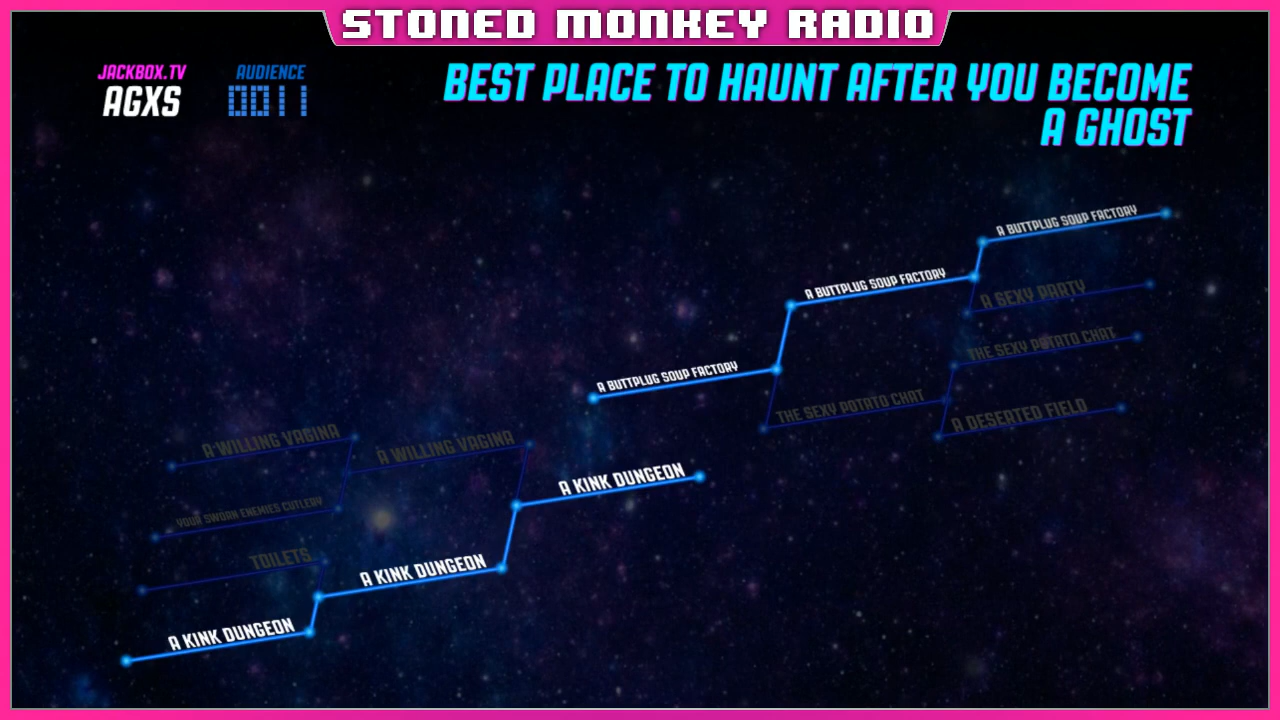 STONED MONKEY RADIO
JACKBOX.TV
AGXS
AUDIENCE
0011
BEST PLACE TO HAUNT AFTER YOU BECOME
A GHOST
A WILLING VAGINA
YOUR SWORN ENEMIES CUTLERY
TOILETS
A KINK DUNGEON
A WILLING VAGINA
A KINK DUNGEON
A KINK DUNGEON
A BUTTPLUG SOUP FACTORY
A BUTTPLUG SOUP FACTORY
THE SEXY POTATO CHAT
A BUTTPLUG SOUP FACTORY
A SEXY PARTY
THE SEXY POTATO CHAT
A DESERTED FIELD